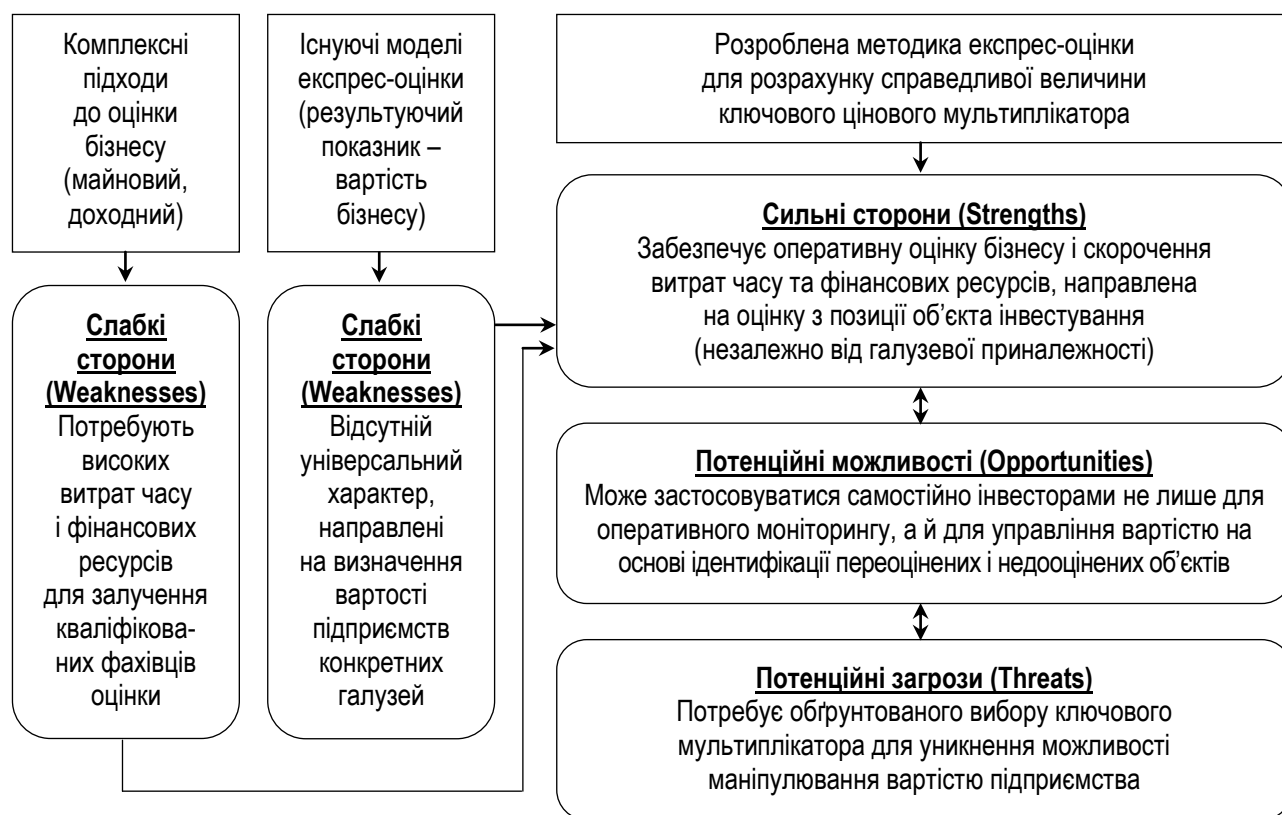 Комплексні
підходи
до оцінки
бізнесу
(майновий,
доходний)
Існуючі моделі
експрес-оцінки
(результуючий
показник –
вартість
бізнесу)
Розроблена методика експрес-оцінки
для розрахунку справедливої величини
ключового цінового мультиплікатора
Слабкі
сторони
(Weaknesses)
Потребують
високих
витрат часу
і фінансових
ресурсів
для залучення
кваліфікова-
них фахівців
оцінки
Слабкі
сторони
(Weaknesses)
Відсутній
універсальний
характер,
направлені
на визначення
вартості
підприємств
конкретних
галузей
Сильні сторони (Strengths)
Забезпечує оперативну оцінку бізнесу і скорочення
витрат часу та фінансових ресурсів, направлена
на оцінку з позиції об’єкта інвестування
(незалежно від галузевої приналежності)
Потенційні можливості (Opportunities)
Може застосовуватися самостійно інвесторами не лише для
оперативного моніторингу, а й для управління вартістю на
основі ідентифікації переоцінених і недооцінених об’єктів
Потенційні загрози (Threats)
Потребує обґрунтованого вибору ключового
мультиплікатора для уникнення можливості
маніпулювання вартістю підприємства